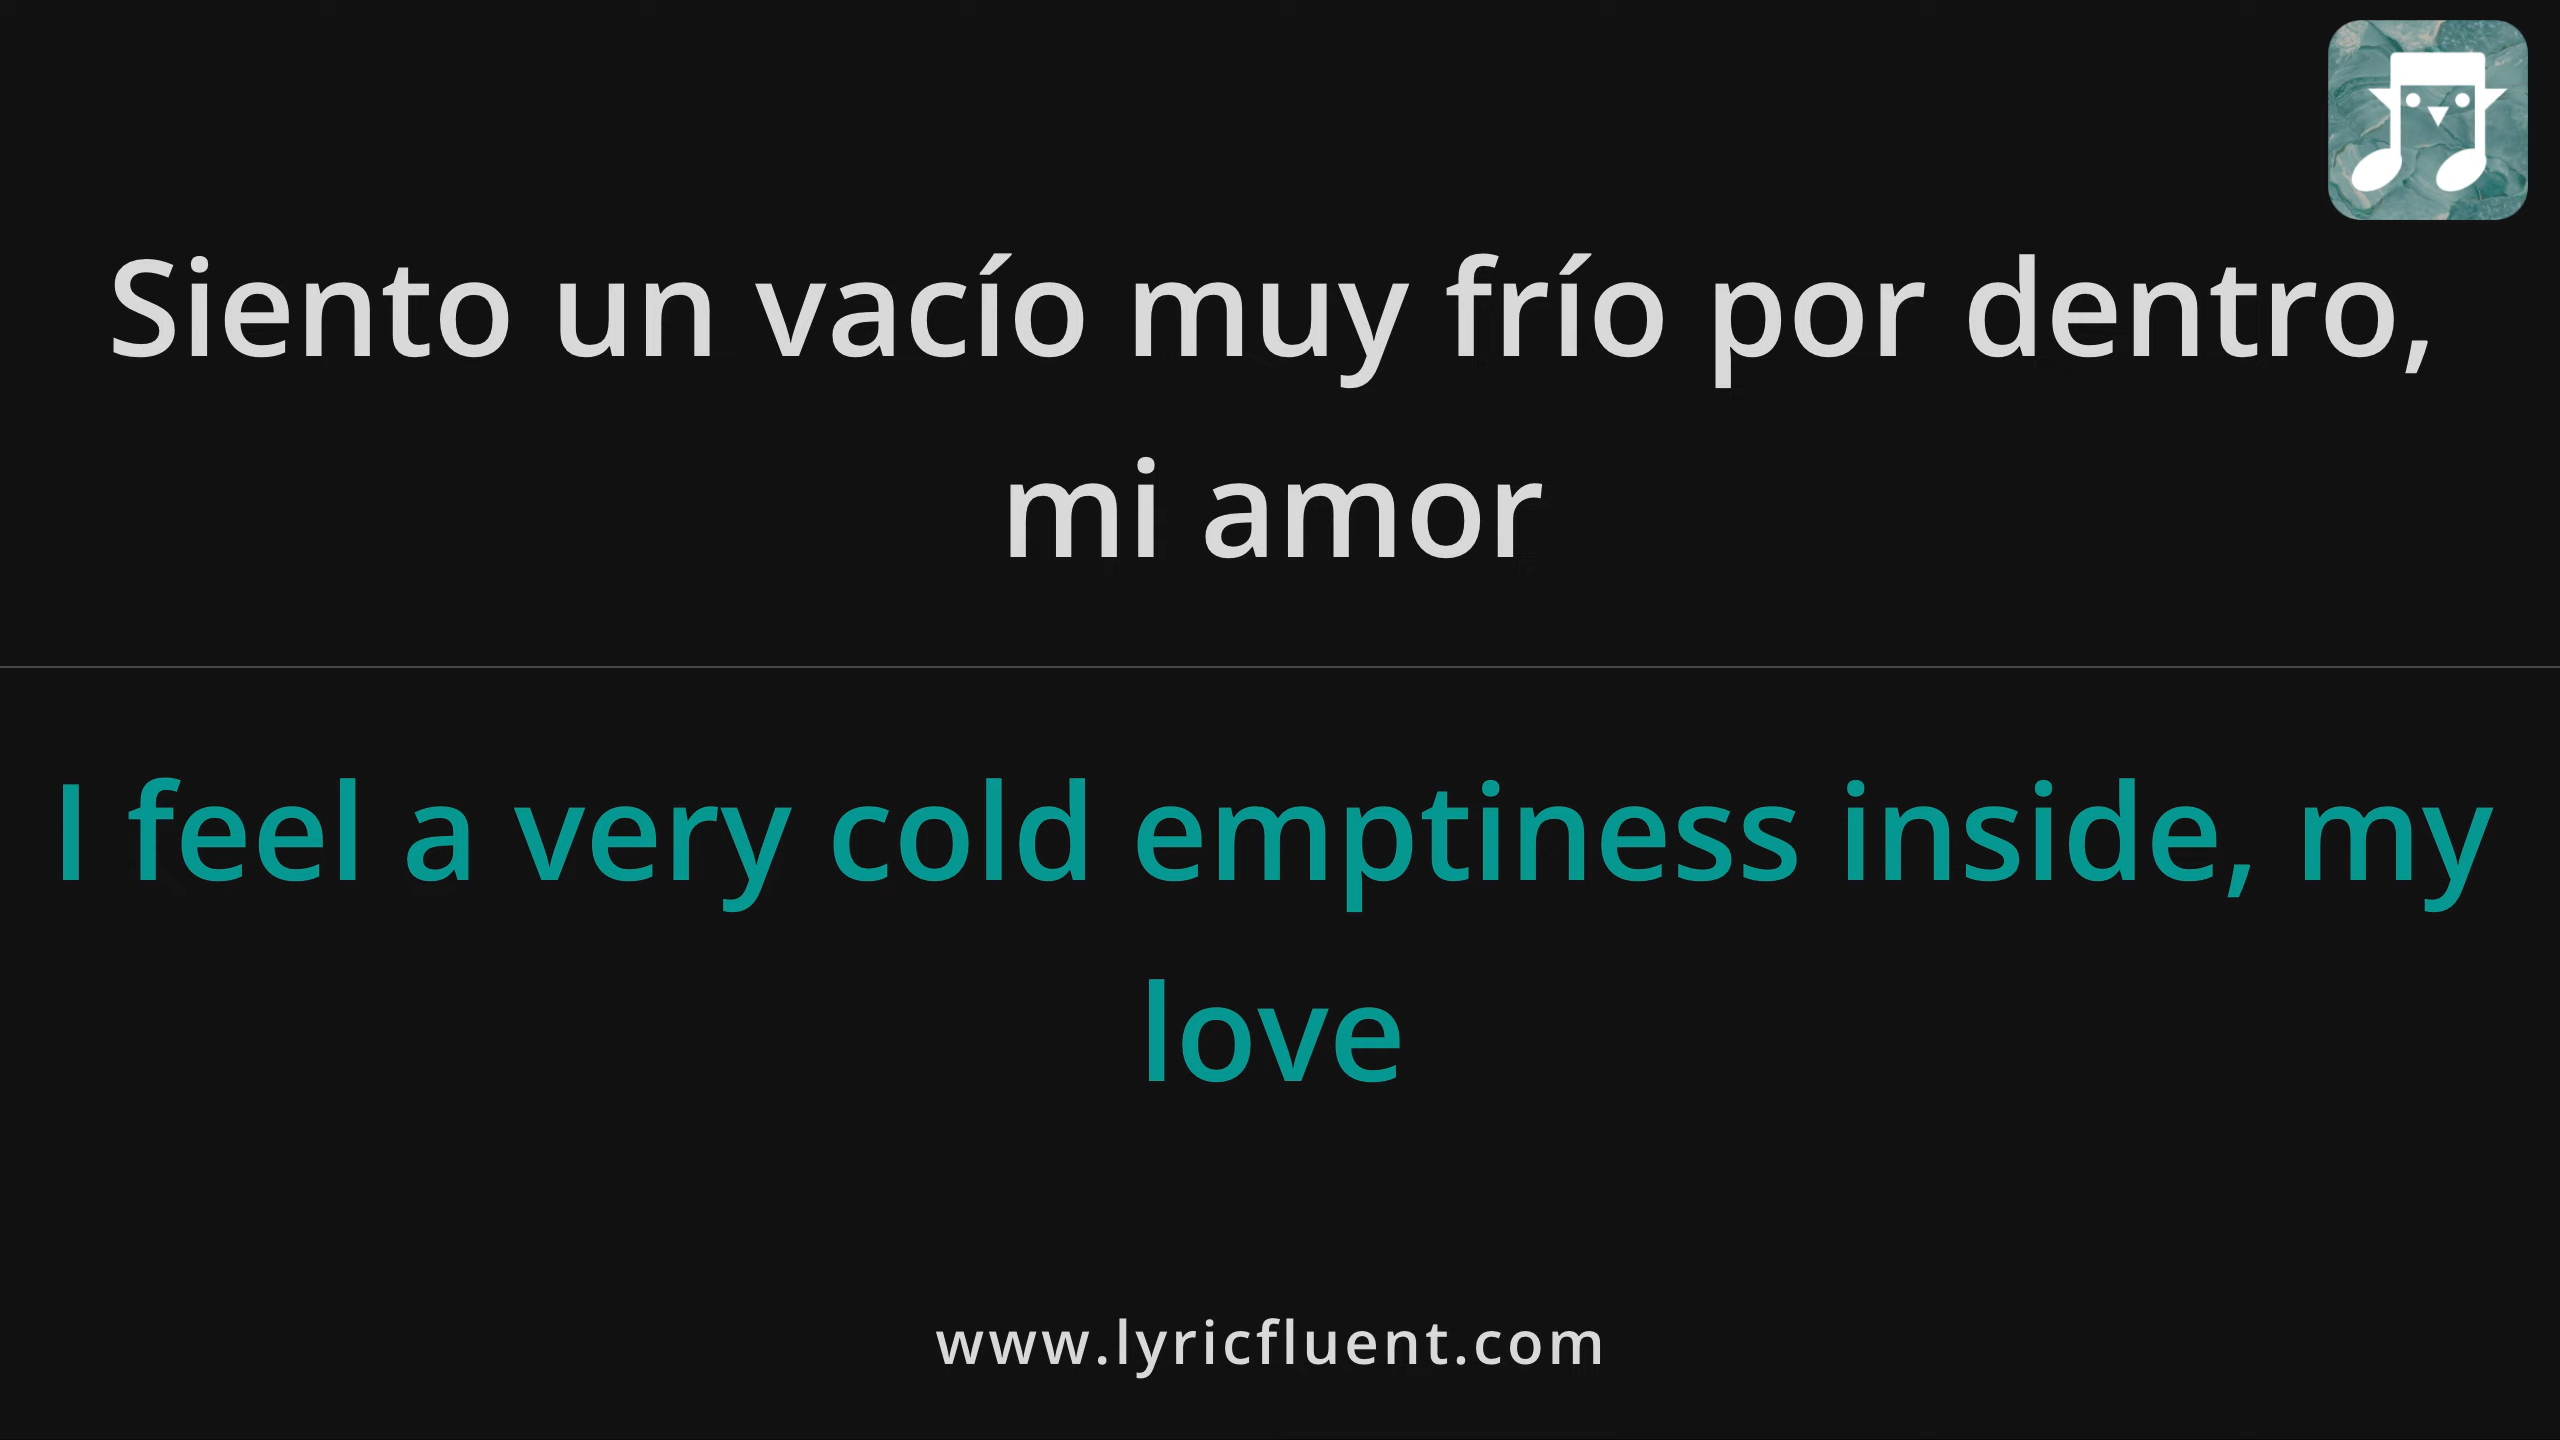 Siento un vacío muy frío por dentro,
mi amor
I feel a very cold emptiness inside, my
love
www.lyricfluent.com